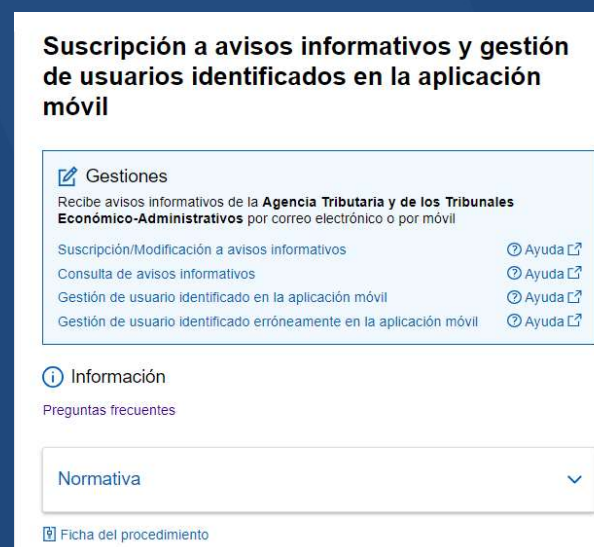 Suscripción a avisos informativos y gestión
de usuarios identificados en la aplicación
móvil
Gestiones
Recibe avisos informativos de la Agencia Tributaria y de los Tribunales
Económico-Administrativos por correo electrónico o por móvil
Suscripción/Modificación a avisos informativos Ayuda
Consulta de avisos informativos Ayuda
Gestión de usuario identificado en la aplicación móvil Ayuda
Gestión de usuario identificado erróneamente en la aplicación móvil Ayuda
Información
Preguntas frecuentes
Normativa
Ficha del procedimiento